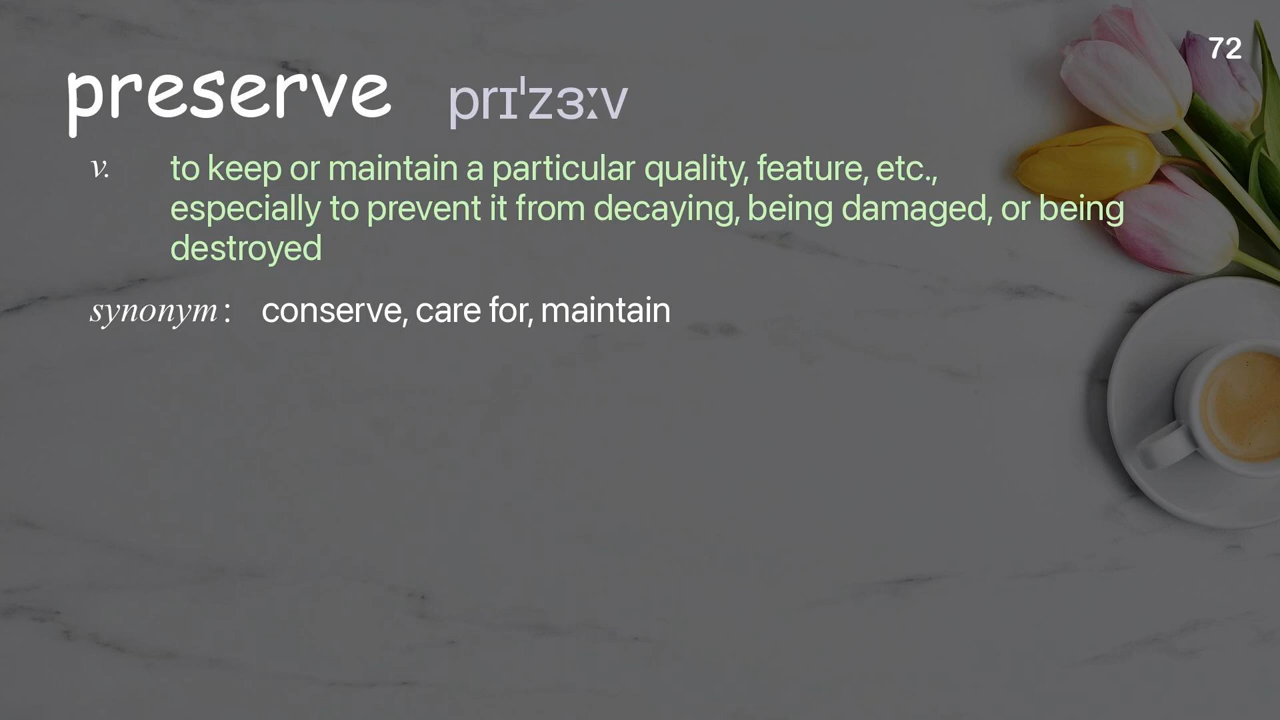 72
preserve prɪˈzɜːv
v. to keep or maintain a particular quality, feature, etc.,
especially to prevent it from decaying, being damaged, or being
destroyed
synonym: conserve, care for, maintain